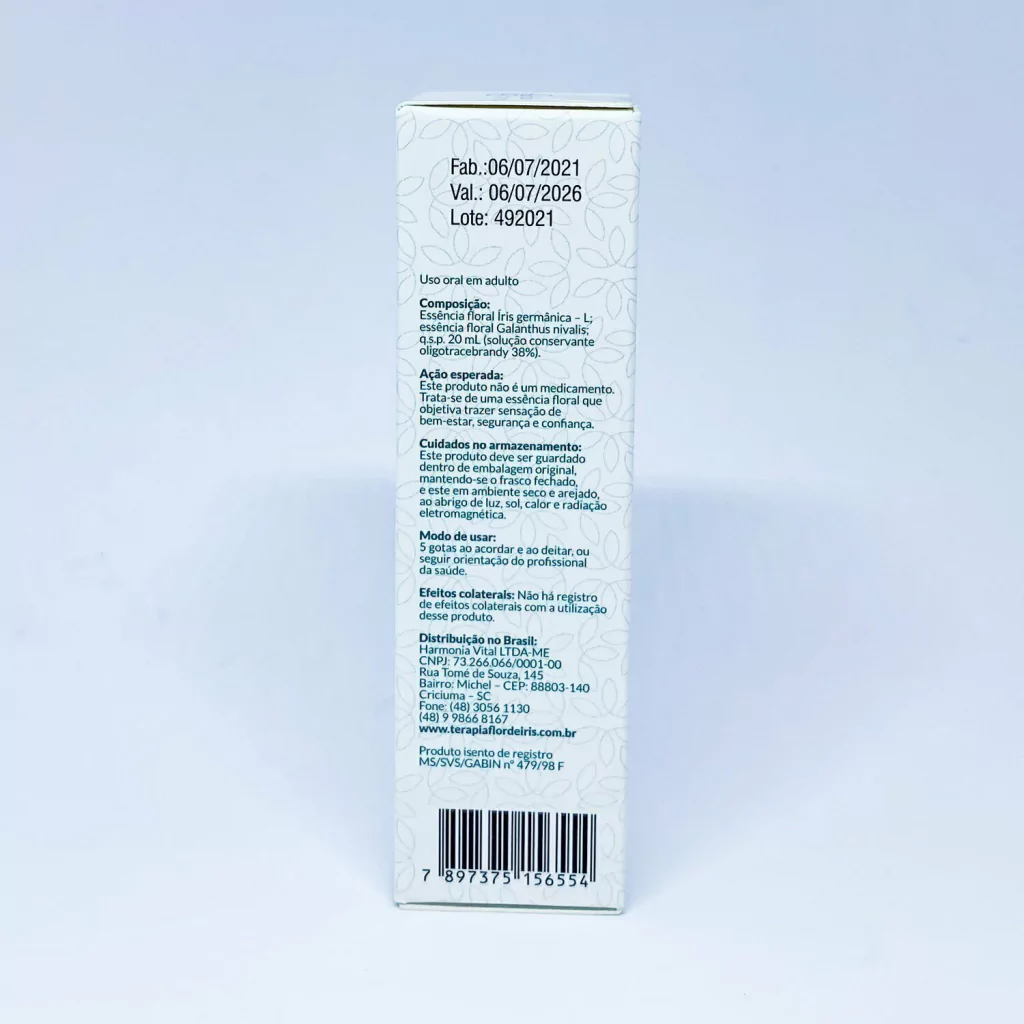 Fab.:06/07/2021
Val.: 06/07/2026
Lote: 492021
Uso oral em adulto
Composição:
Essência floral Íris germânica – L;
essência floral Galanthus nivalis;
q.s.p. 20 mL (solução conservante
oligotracebrandy 38%).
Ação esperada:
Este produto não é um medicamento.
Trata-se de uma essência floral que
objetiva trazer sensação de
bem-estar, segurança e confiança.
Cuidados no armazenamento:
Este produto deve ser guardado
dentro de embalagem original,
mantendo-se o frasco fechado,
e este em ambiente seco e arejado,
ao abrigo de luz, sol, calor e radiação
eletromagnética.
Modo de usar:
5 gotas ao acordar e ao deitar, ou
seguir orientação do profissional
da saúde.
Efeitos colaterais: Não há registro
de efeitos colaterais com a utilização
desse produto.
Distribuição no Brasil:
Harmonia Vital LTDA-ME
CNPJ: 73.266.066/0001-00
Rua Tomé de Souza, 145
Bairro: Michel – CEP: 88803-140
Criciuma – SC
Fone: (48) 3056 1130
(48) 9 9866 8167
www.terapiaflordeiris.com.br
Produto isento de registro
MS/SVS/GABIN nº 479/98 F
7 897375 156554